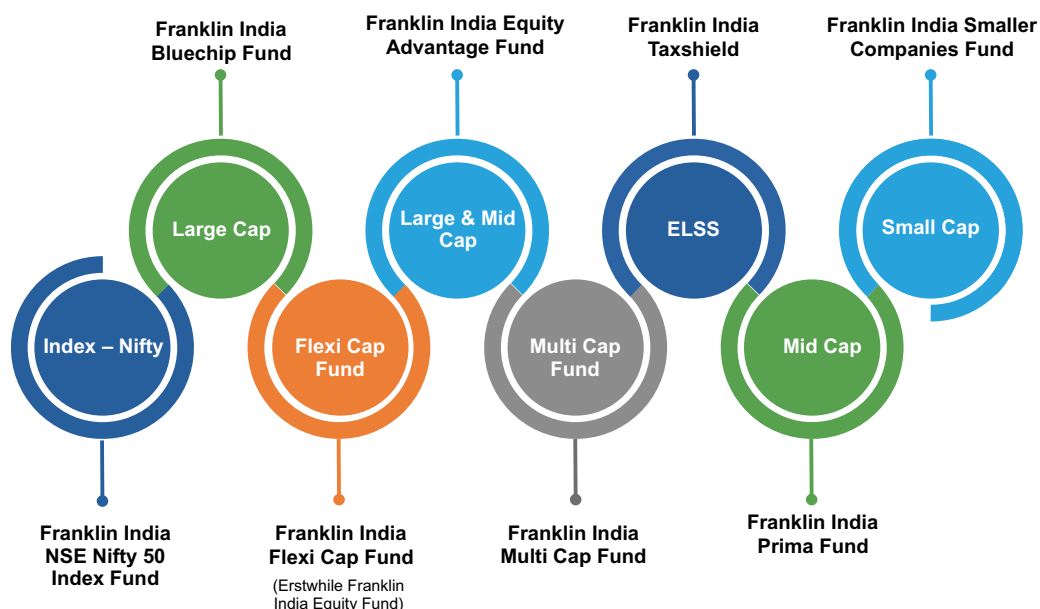 Franklin India
Bluechip Fund
Franklin India Equity
Advantage Fund
Franklin India
Taxshield
Franklin India Smaller
Companies Fund
Large Cap
Large & Mid
Cap
ELSS
Small Cap
Index – Nifty
Flexi Cap
Fund
Multi Cap
Fund
Mid Cap
Franklin India
NSE Nifty 50
Index Fund
Franklin India
Flexi Cap Fund
(Erstwhile Franklin
India Equity Fund)
Franklin India
Multi Cap Fund
Franklin India
Prima Fund